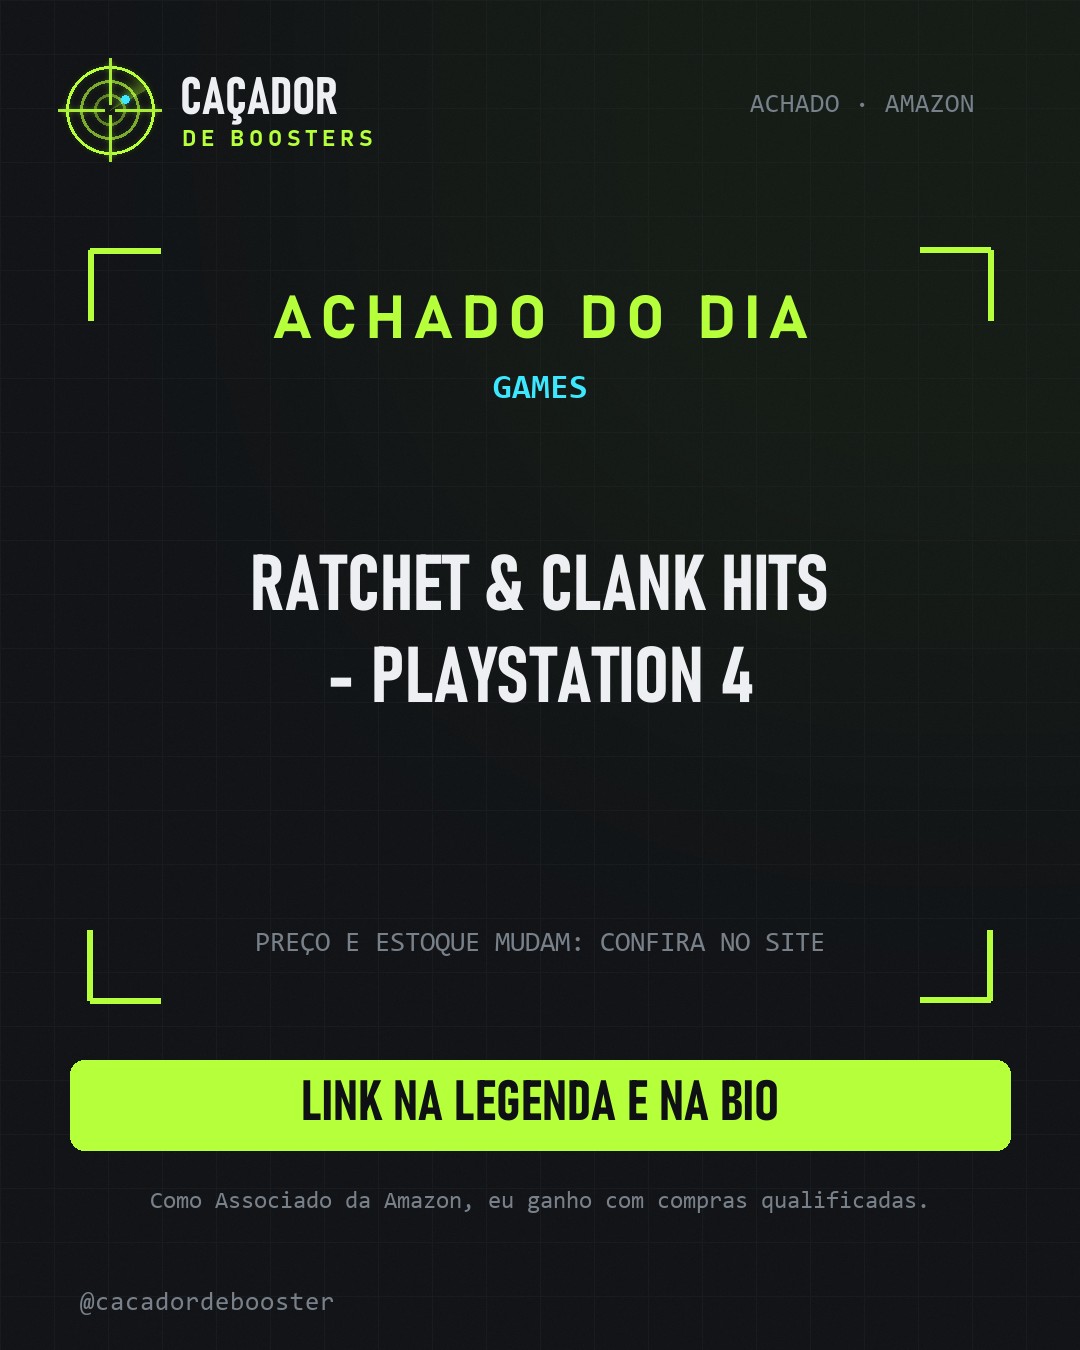 CAÇADOR
DE BOOSTERS
ACHADO · AMAZON
ACHADO DO DIA
GAMES
RATCHET & CLANK HITS
- PLAYSTATION 4
PREÇO E ESTOQUE MUDAM: CONFIRA NO SITE
LINK NA LEGENDA E NA BIO
Como Associado da Amazon, eu ganho com compras qualificadas.
@cacadordebooster